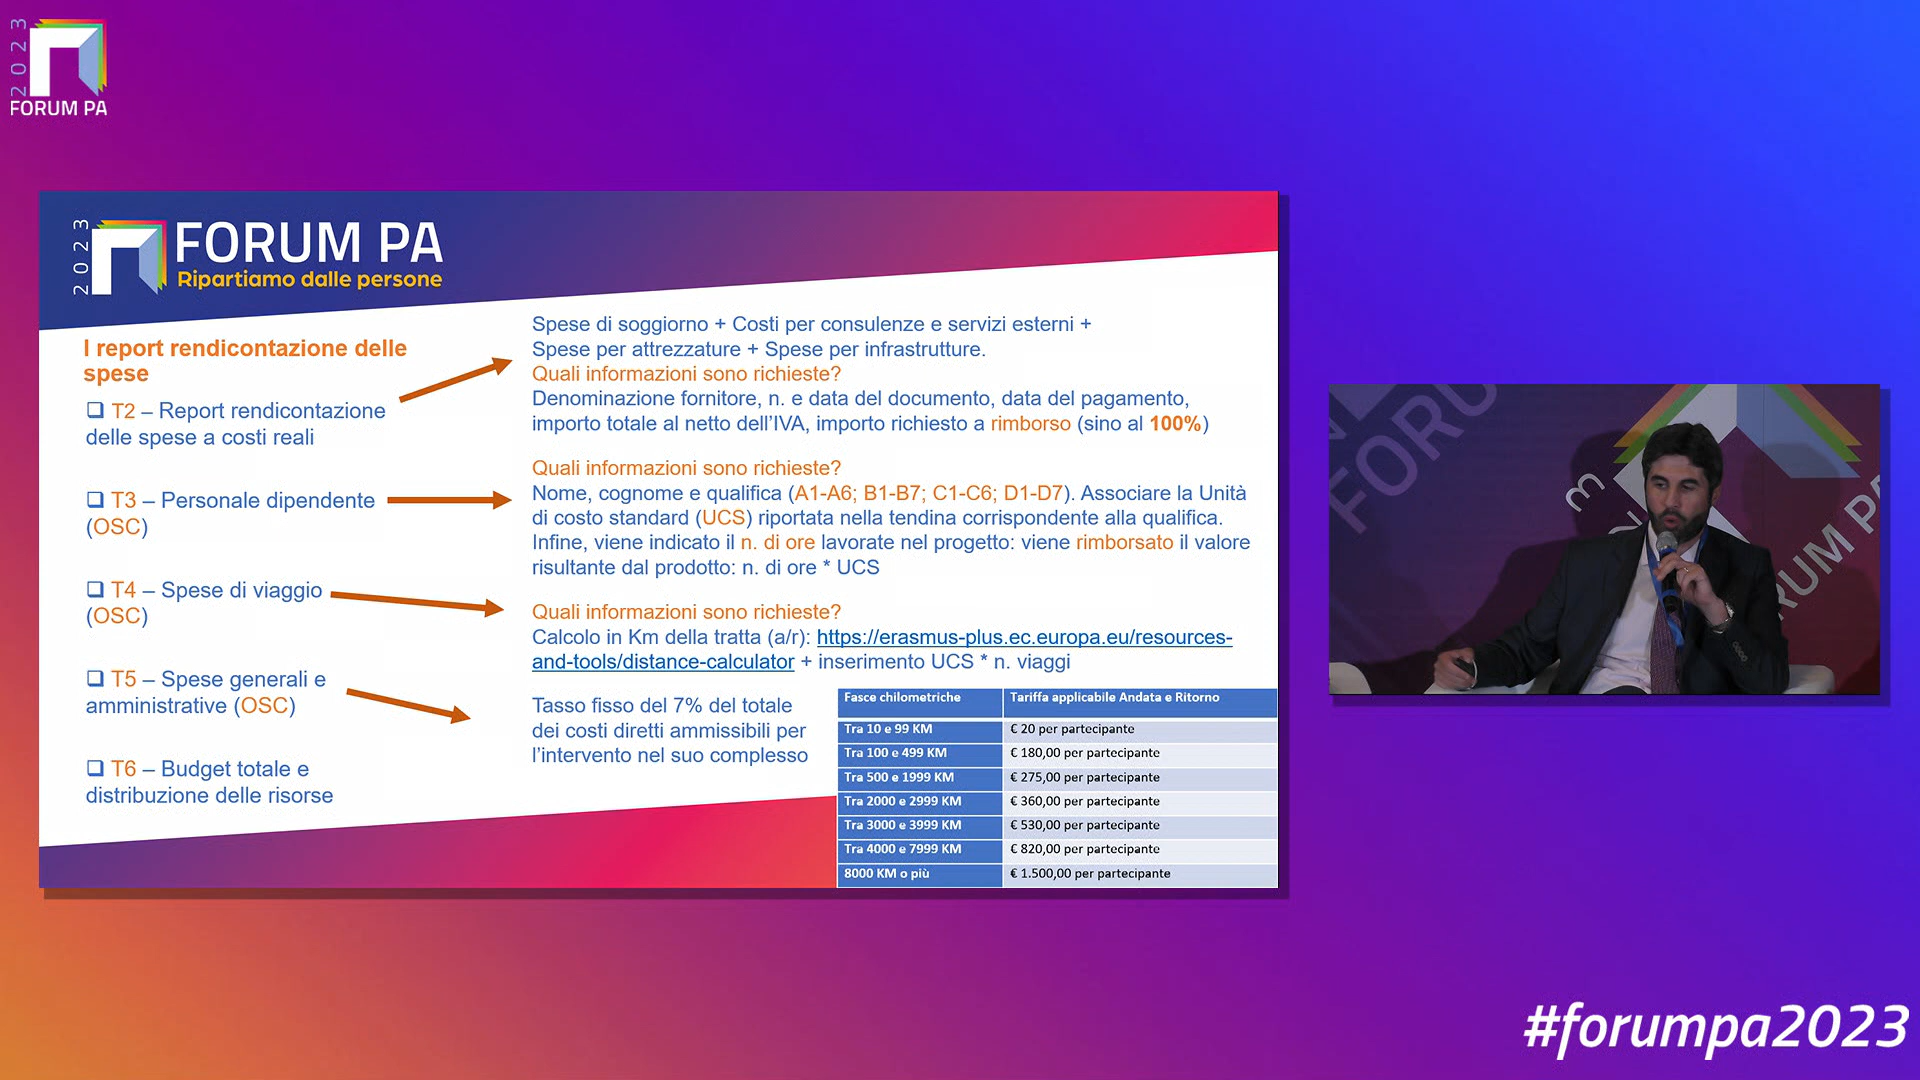 2023
FORUM PA
2023
FORUM PA
Ripartiamo dalle persone
I report rendicontazione delle
spese
❑ T2 – Report rendicontazione
delle spese a costi reali
❑ T3 – Personale dipendente
(OSC)
❑ T4 – Spese di viaggio
(OSC)
❑ T5 – Spese generali e
amministrative (OSC)
❑ T6 – Budget totale e
distribuzione delle risorse
Spese di soggiorno + Costi per consulenze e servizi esterni +
Spese per attrezzature + Spese per infrastrutture.
Quali informazioni sono richieste?
Denominazione fornitore, n. e data del documento, data del pagamento,
importo totale al netto dell'IVA, importo richiesto a rimborso (sino al 100%)
Quali informazioni sono richieste?
Nome, cognome e qualifica (A1-A6; B1-B7; C1-C6; D1-D7). Associare la Unità
di costo standard (UCS) riportata nella tendina corrispondente alla qualifica.
Infine, viene indicato il n. di ore lavorate nel progetto: viene rimborsato il valore
risultante dal prodotto: n. di ore * UCS
Quali informazioni sono richieste?
Calcolo in Km della tratta (a/r): https://erasmus-plus.ec.europa.eu/resources-
and-tools/distance-calculator + inserimento UCS * n. viaggi
Tasso fisso del 7% del totale
dei costi diretti ammissibili per
l'intervento nel suo complesso
Fasce chilometriche Tariffa applicabile Andata e Ritorno
Tra 10 e 99 KM € 20 per partecipante
Tra 100 e 499 KM € 180,00 per partecipante
Tra 500 e 1999 KM € 275,00 per partecipante
Tra 2000 e 2999 KM € 360,00 per partecipante
Tra 3000 e 3999 KM € 530,00 per partecipante
Tra 4000 e 7999 KM € 820,00 per partecipante
8000 KM o più € 1.500,00 per partecipante
FORU
3
RUM P
#forumpa2023